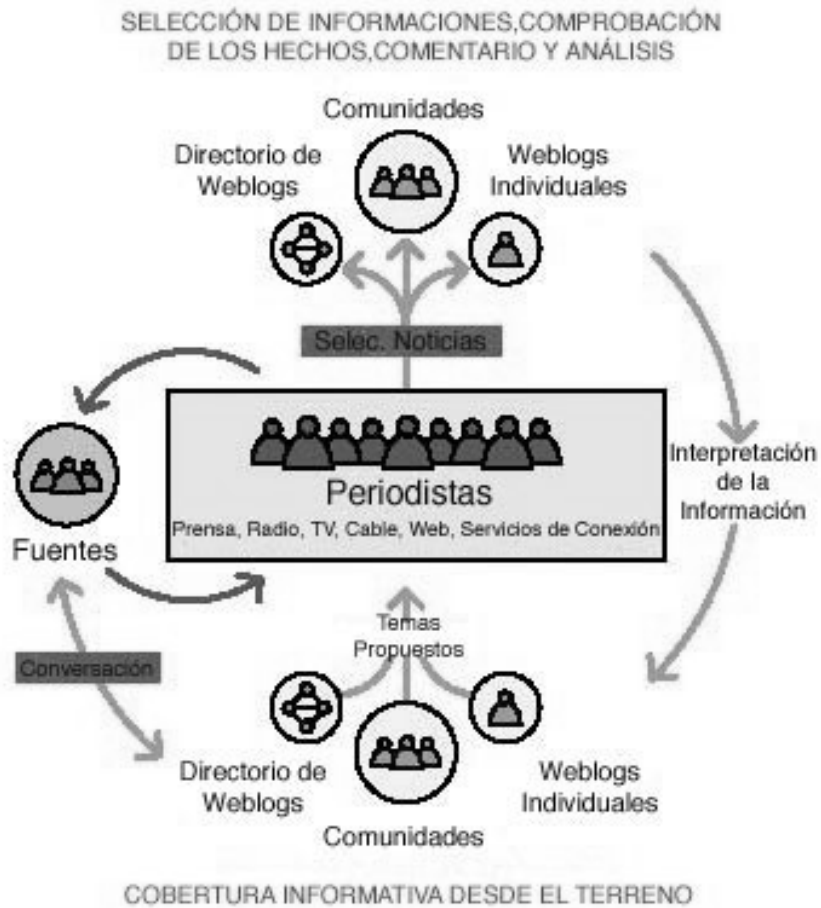 SELECCIÓN DE INFORMACIONES,COMPROBACIÓN
DE LOS HECHOS,COMENTARIO Y ANÁLISIS
Comunidades
Directorio de
Weblogs
Weblogs
Individuales
Selec. Noticias
Periodistas
Prensa, Radio, TV, Cable, Web, Servicios de Conexión
Fuentes
Interpretación
de la
Información
Temas
Propuestos
Conversación
Directorio de
Weblogs
Comunidades
Weblogs
Individuales
COBERTURA INFORMATIVA DESDE EL TERRENO